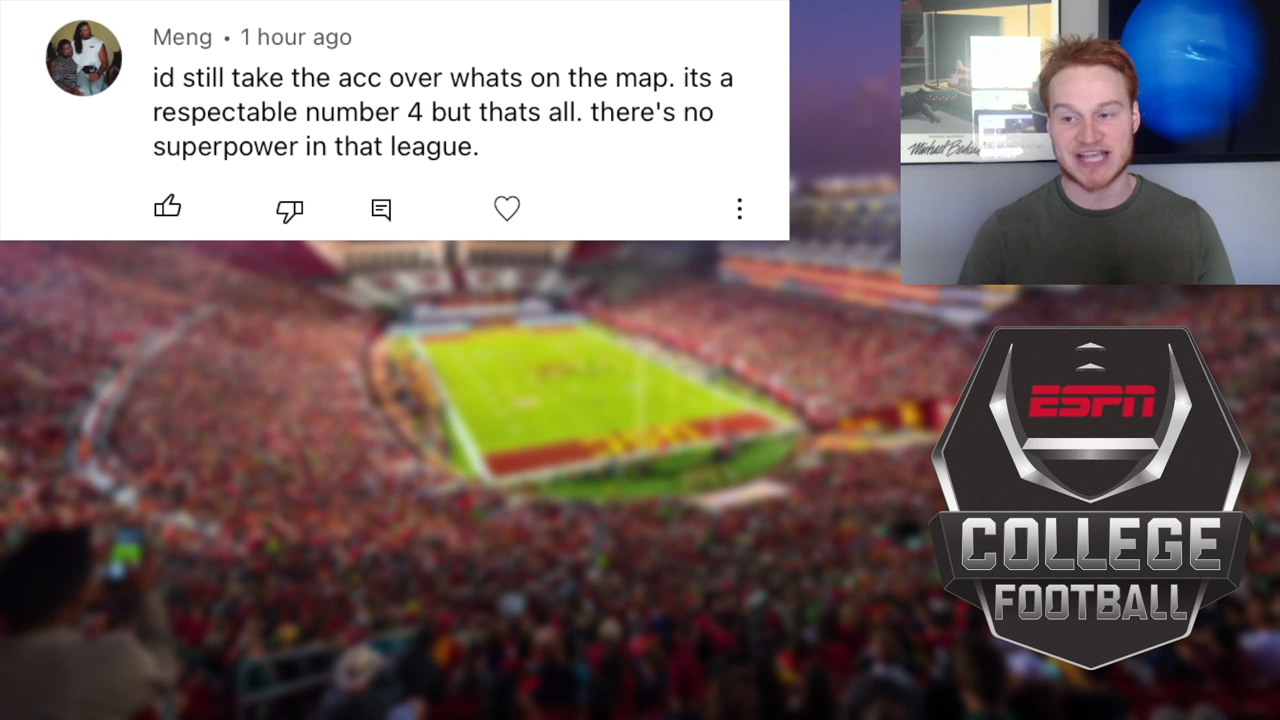 Meng • 1 hour ago
id still take the acc over whats on the map. its a
respectable number 4 but thats all. there's no
superpower in that league.
ESPN
COLLEGE
FOOTBALL